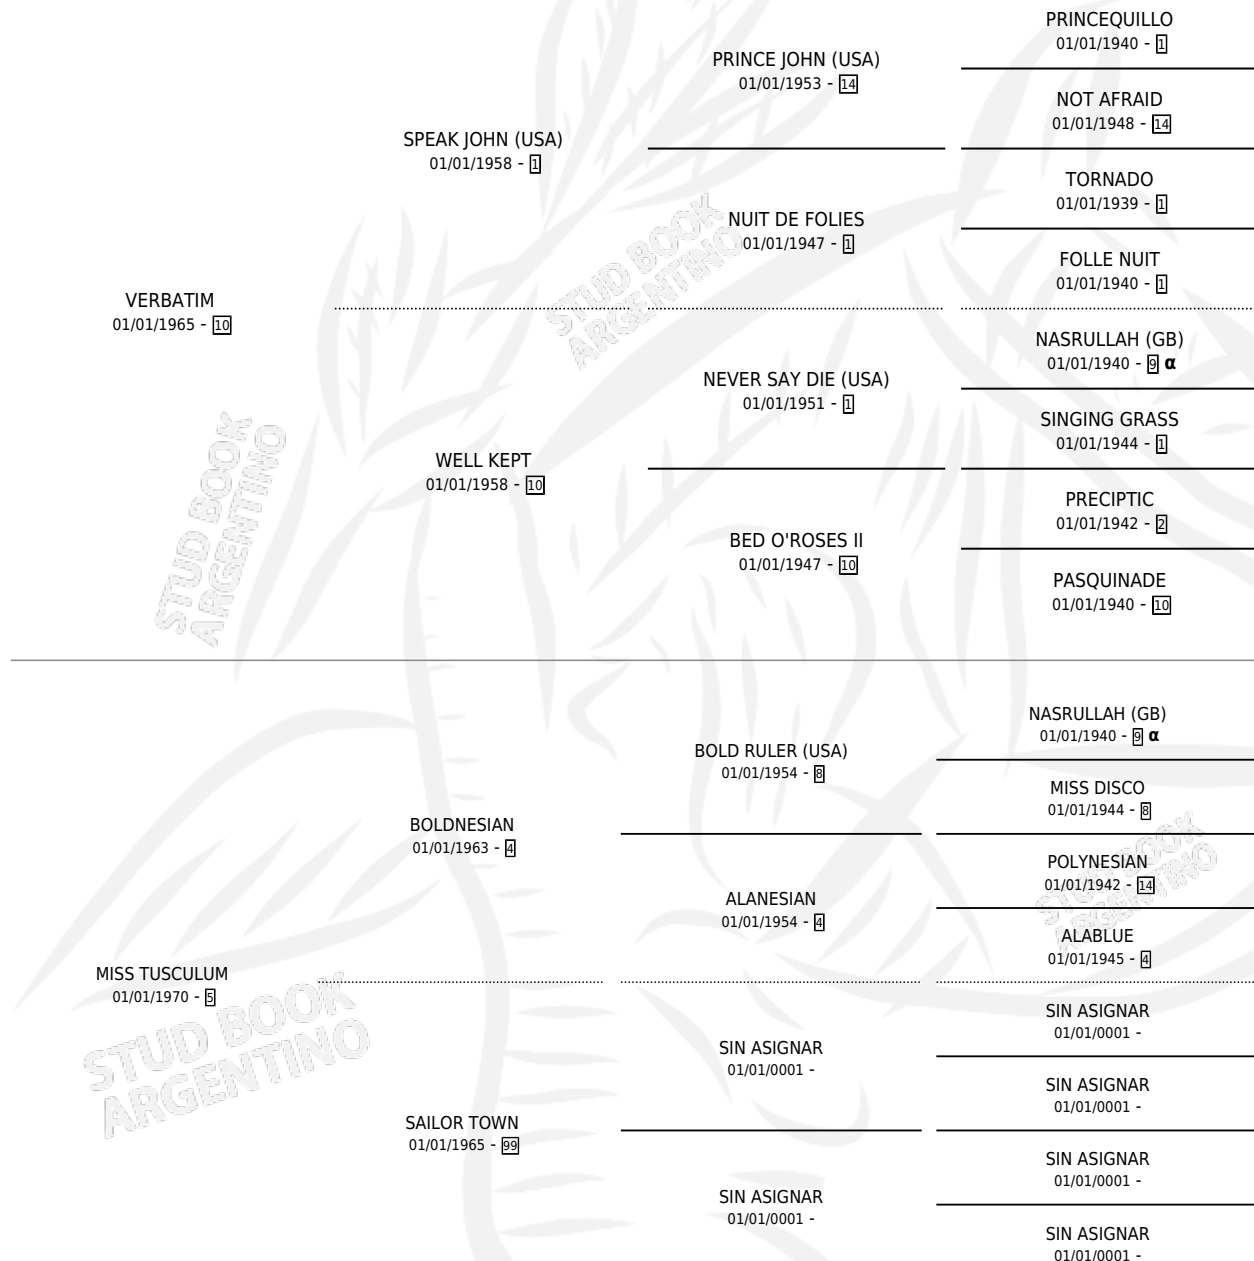 PRINCEQUILLO
01/01/1940 - 1
PRINCE JOHN (USA)
01/01/1953 - 14
NOT AFRAID
01/01/1948 - 14
SPEAK JOHN (USA)
01/01/1958 - 1
TORNADO
01/01/1939 - 1
NUIT DE FOLIES
01/01/1947 - 1
FOLLE NUIT
01/01/1940 - 1
VERBATIM
01/01/1965 - 10
NASRULLAH (GB)
01/01/1940 - 9 α
NEVER SAY DIE (USA)
01/01/1951 - 1
SINGING GRASS
01/01/1944 - 1
WELL KEPT
01/01/1958 - 10
PRECIPTIC
01/01/1942 - 2
BED O'ROSES II
01/01/1947 - 10
PASQUINADE
01/01/1940 - 10
NASRULLAH (GB)
01/01/1940 - 9 α
BOLD RULER (USA)
01/01/1954 - 8
MISS DISCO
01/01/1944 - 8
BOLDNESIAN
01/01/1963 - 4
POLYNESIAN
01/01/1942 - 14
ALANESIAN
01/01/1954 - 4
ALABLUE
01/01/1945 - 4
MISS TUSCULUM
01/01/1970 - 5
SIN ASIGNAR
01/01/0001 -
SIN ASIGNAR
01/01/0001 -
SIN ASIGNAR
01/01/0001 -
SAILOR TOWN
01/01/1965 - 99
SIN ASIGNAR
01/01/0001 -
SIN ASIGNAR
01/01/0001 -
SIN ASIGNAR
01/01/0001 -
STUD BOOK
ARGENTINO
STUD BOOK
ARGENTINO
STUD BOOK
ARGENTINO
STUD BOOK
ARGENTINO